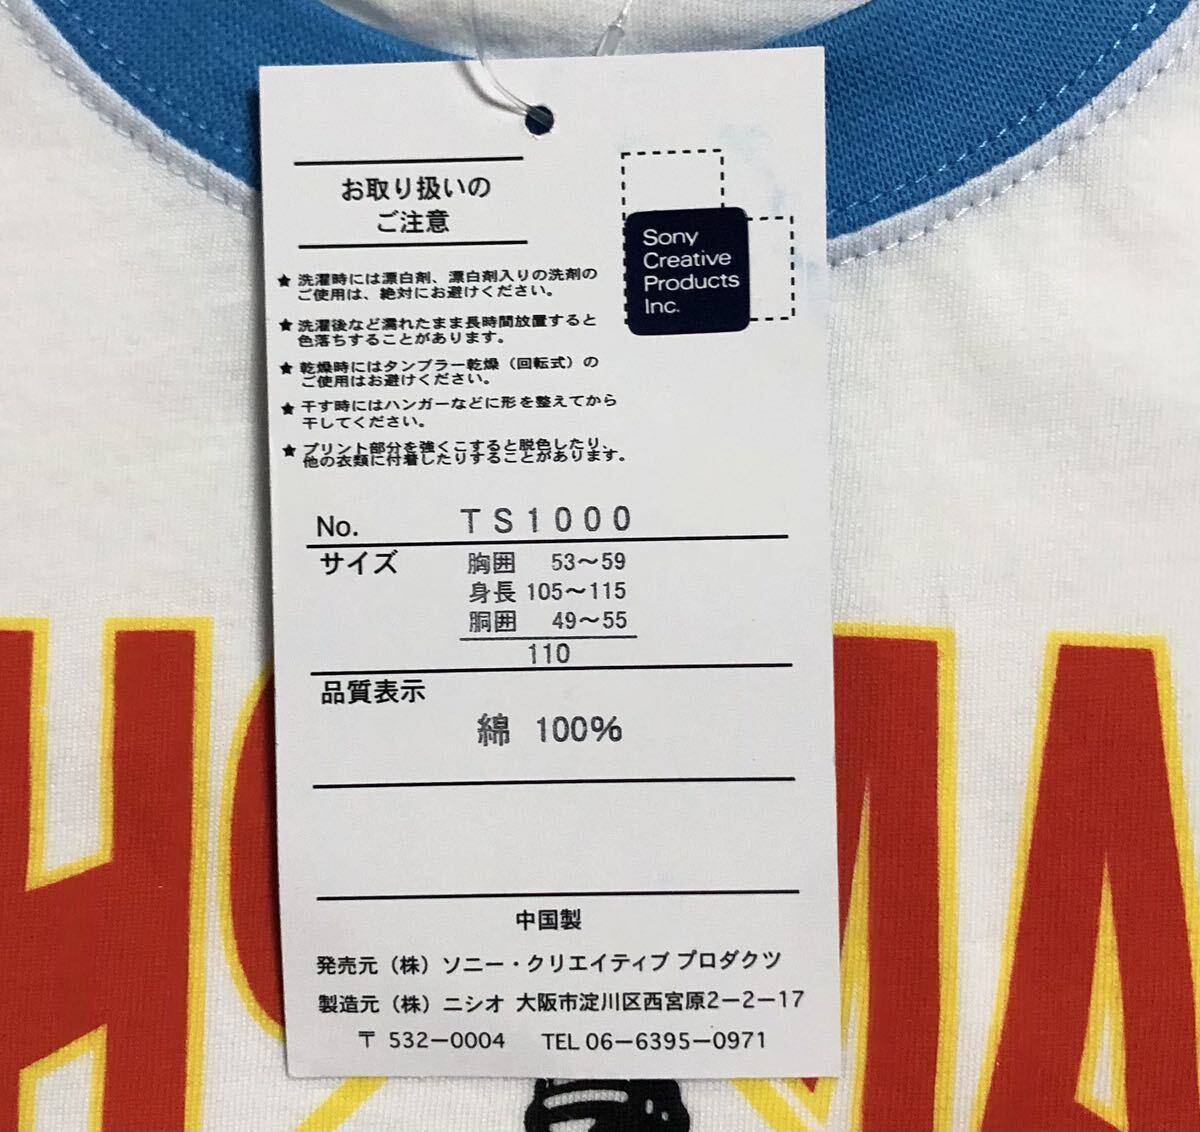 お取り扱いの
ご注意
Sony
Creative
Products
Inc.
★ 洗濯時には漂白剤、漂白剤入りの洗剤の
ご使用は、絶対にお避けください。
★ 洗濯後など濡れたまま長時間放置すると
色落ちすることがあります。
★ 乾燥時にはタンブラー乾燥（回転式）の
ご使用はお避けください。
★ 干す時にはハンガーなどに形を整えてから
干してください。
★ プリント部分を強くこすると脱色したり、
他の衣類に付着したりすることがあります。
No. TS1000
サイズ 胸囲 53〜59
身長 105〜115
胴囲 49〜55
110
品質表示
綿 100%
中国製
発売元（株）ソニー・クリエイティブ プロダクツ
製造元（株）ニシオ 大阪市淀川区西宮原2−2−17
〒 532−0004 TEL 06−6395−0971